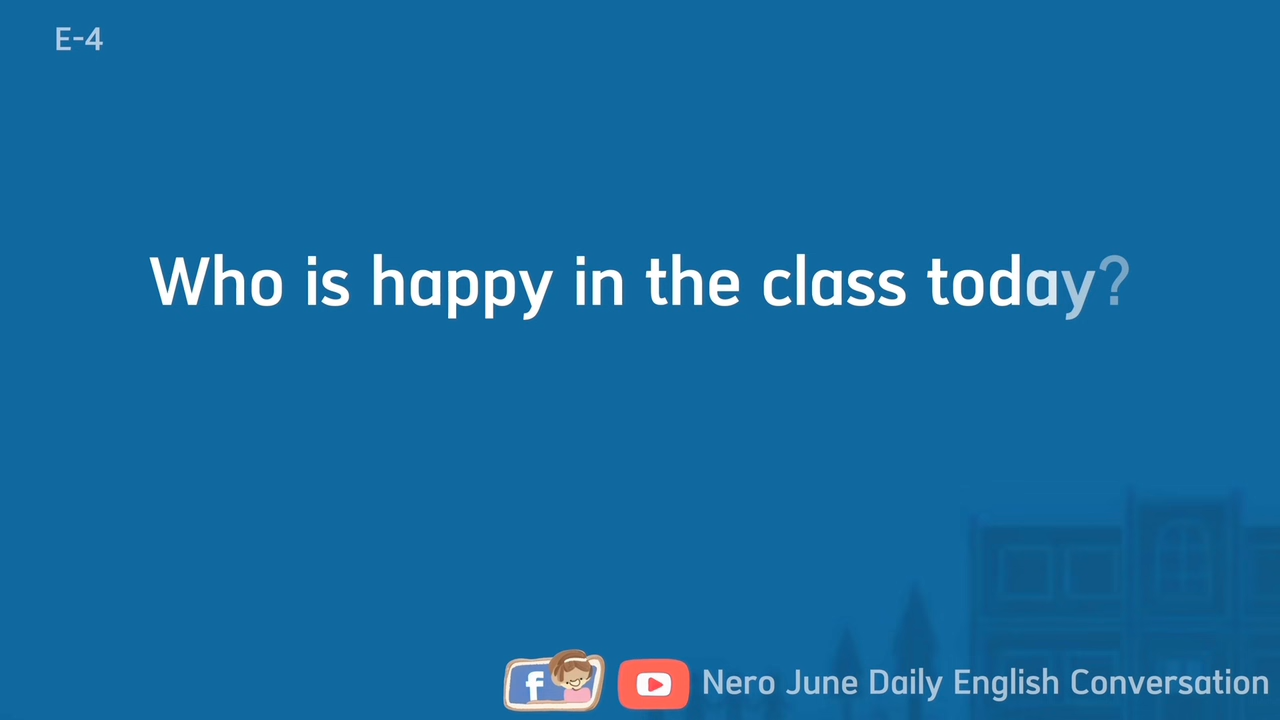 E-4
Who is happy in the class today?
f
Nero June Daily English Conversation